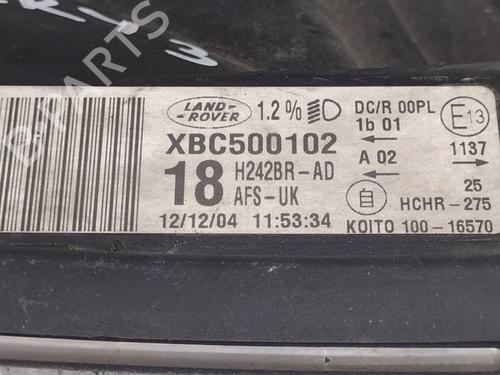 B-PARTS
LAND-
-ROVER
1.2%
DC/R 00PL
E13
1b 01
XBC500102
1137
18 H242BR-AD
A 02
AFS-UK
自
25
HCHR-275
12/12/04 11:53:34
KOITO 100-16570